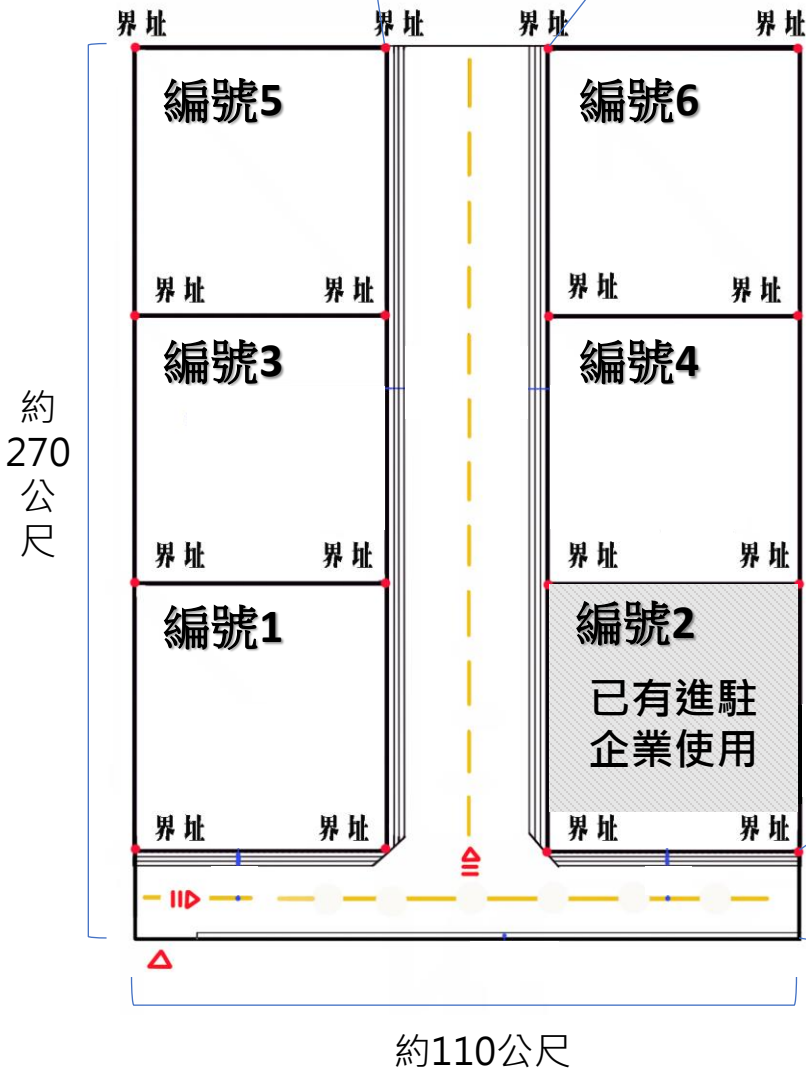 界址 界址 界址 界址
編號5 編號6
界址 界址 界址 界址
編號3 編號4
約
270
公
尺
界址 界址 界址 界址
編號1 編號2
已有進駐
企業使用
界址 界址 界址 界址
約110公尺